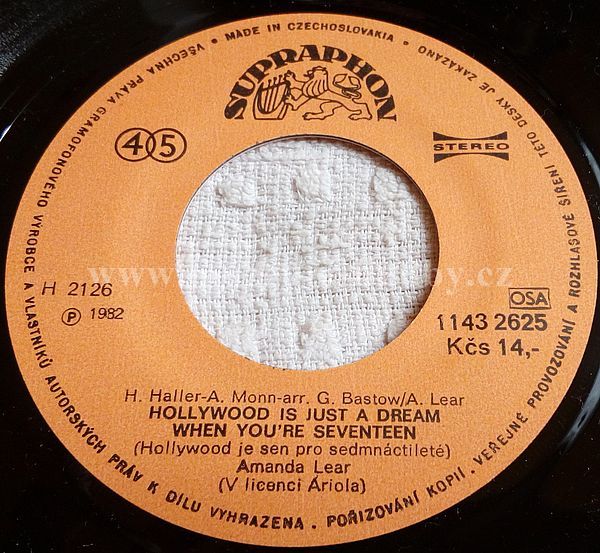 VŠECHNA PRÁVA GRAMOFONOVÉHO VÝROBCE A VLASTNÍKŮ AUTORSKÝCH PRÁV K DÍLU VYHRAZENA . POŘIZOVÁNÍ KOPIÍ . VEŘEJNÉ PROVOZOVÁNÍ A ROZHLASOVÉ ŠÍŘENÍ TÉTO DESKY JE ZAKÁZÁNO
• MADE IN CZECHOSLOVAKIA •
SUPRAPHON
45
STEREO
H 2126
OSA
Ⓟ 1982
1143 2625
Kčs 14,-
H. Haller-A. Monn-arr. G. Bastow/A. Lear
HOLLYWOOD IS JUST A DREAM
WHEN YOU'RE SEVENTEEN
(Hollywood je sen pro sedmnáctileté)
Amanda Lear
(V licenci Ariola)